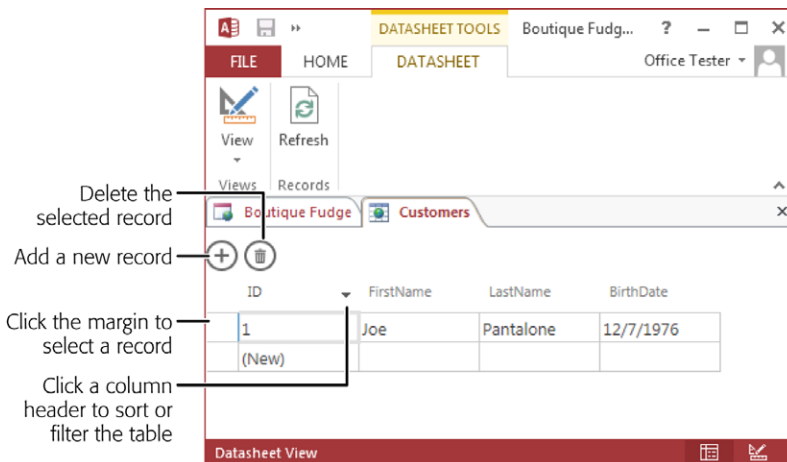 DATASHEET TOOLS Boutique Fudg... ?
FILE HOME DATASHEET Office Tester
View Refresh
Views Records
Boutique Fudge Customers
Delete the
selected record
Add a new record
ID FirstName LastName BirthDate
Click the margin to
select a record
1 Joe Pantalone 12/7/1976
(New)
Click a column
header to sort or
filter the table
Datasheet View